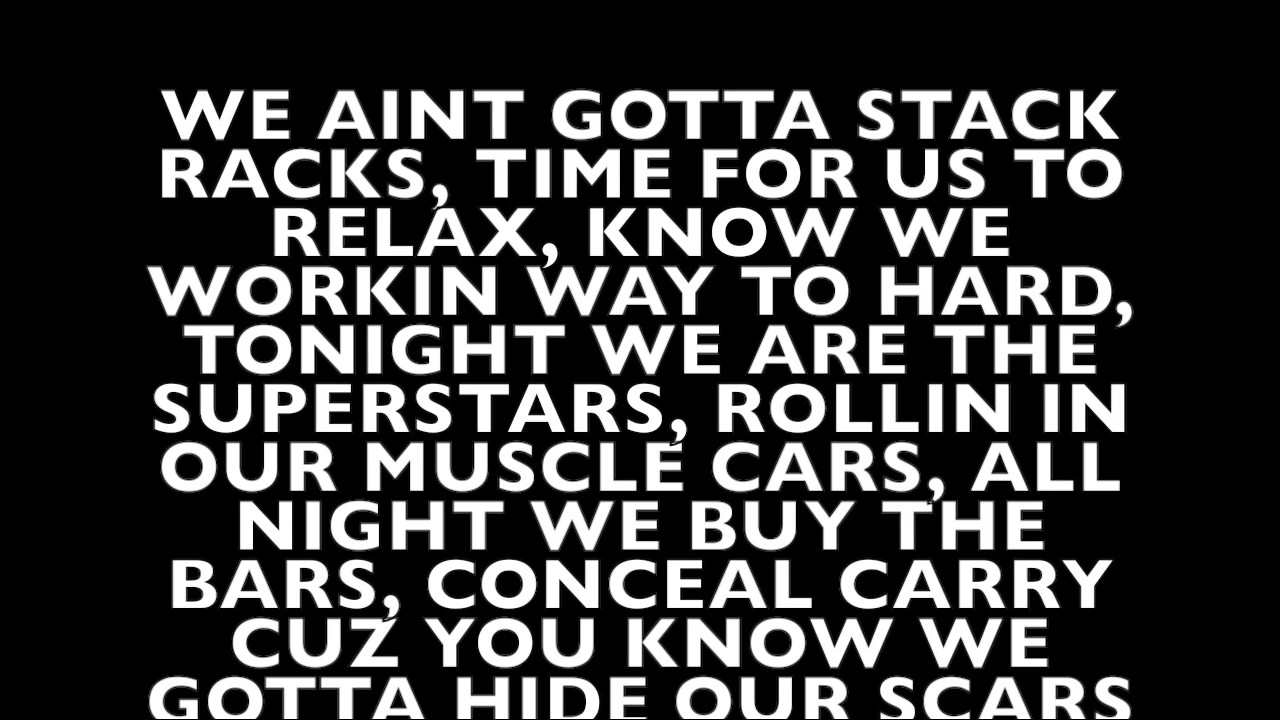 WE AINT GOTTA STACK
RACKS, TIME FOR US TO
RELAX, KNOW WE
WORKIN WAY TO HARD,
TONIGHT WE ARE THE
SUPERSTARS, ROLLIN IN
OUR MUSCLE CARS, ALL
NIGHT WE BUY THE
BARS, CONCEAL CARRY
CUZ YOU KNOW WE
GOTTA HIDE OUR SCARS